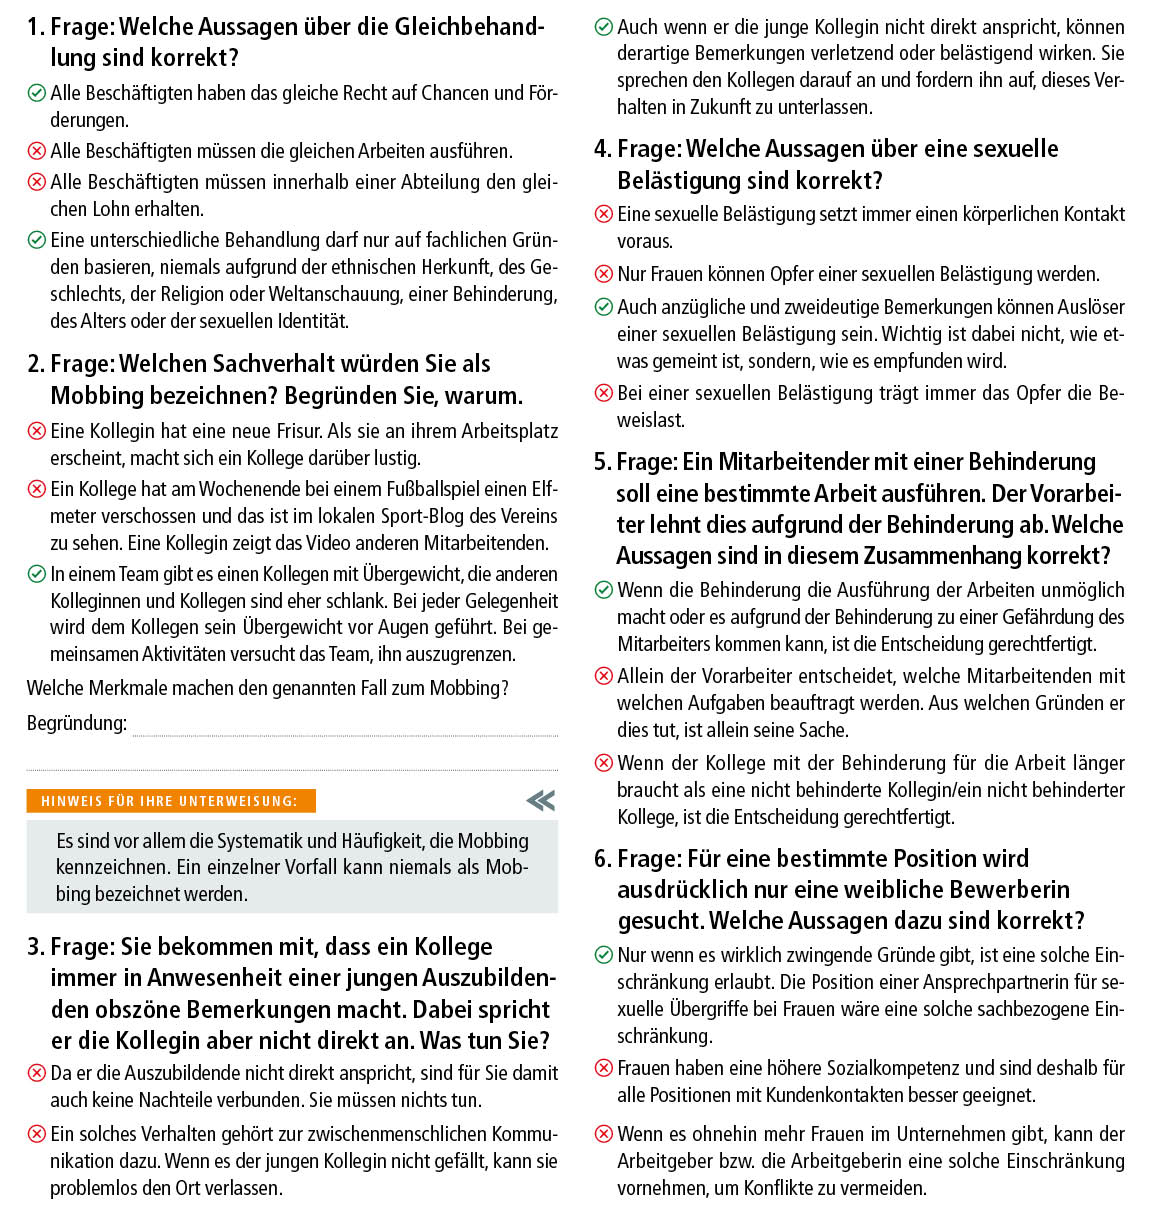 1. Frage: Welche Aussagen über die Gleichbehand-
lung sind korrekt?
Alle Beschäftigten haben das gleiche Recht auf Chancen und För-
derungen.
Alle Beschäftigten müssen die gleichen Arbeiten ausführen.
Alle Beschäftigten müssen innerhalb einer Abteilung den glei-
chen Lohn erhalten.
Eine unterschiedliche Behandlung darf nur auf fachlichen Grün-
den basieren, niemals aufgrund der ethnischen Herkunft, des Ge-
schlechts, der Religion oder Weltanschauung, einer Behinderung,
des Alters oder der sexuellen Identität.
2. Frage: Welchen Sachverhalt würden Sie als
Mobbing bezeichnen? Begründen Sie, warum.
Eine Kollegin hat eine neue Frisur. Als sie an ihrem Arbeitsplatz
erscheint, macht sich ein Kollege darüber lustig.
Ein Kollege hat am Wochenende bei einem Fußballspiel einen Elf-
meter verschossen und das ist im lokalen Sport-Blog des Vereins
zu sehen. Eine Kollegin zeigt das Video anderen Mitarbeitenden.
In einem Team gibt es einen Kollegen mit Übergewicht, die anderen
Kolleginnen und Kollegen sind eher schlank. Bei jeder Gelegenheit
wird dem Kollegen sein Übergewicht vor Augen geführt. Bei ge-
meinsamen Aktivitäten versucht das Team, ihn auszugrenzen.
Welche Merkmale machen den genannten Fall zum Mobbing?
Begründung:
HINWEIS FÜR IHRE UNTERWEISUNG:
Es sind vor allem die Systematik und Häufigkeit, die Mobbing
kennzeichnen. Ein einzelner Vorfall kann niemals als Mob-
bing bezeichnet werden.
3. Frage: Sie bekommen mit, dass ein Kollege
immer in Anwesenheit einer jungen Auszubilden-
den obszöne Bemerkungen macht. Dabei spricht
er die Kollegin aber nicht direkt an. Was tun Sie?
Da er die Auszubildende nicht direkt anspricht, sind für Sie damit
auch keine Nachteile verbunden. Sie müssen nichts tun.
Ein solches Verhalten gehört zur zwischenmenschlichen Kommu-
nikation dazu. Wenn es der jungen Kollegin nicht gefällt, kann sie
problemlos den Ort verlassen.
Auch wenn er die junge Kollegin nicht direkt anspricht, können
derartige Bemerkungen verletzend oder belästigend wirken. Sie
sprechen den Kollegen darauf an und fordern ihn auf, dieses Ver-
halten in Zukunft zu unterlassen.
4. Frage: Welche Aussagen über eine sexuelle
Belästigung sind korrekt?
Eine sexuelle Belästigung setzt immer einen körperlichen Kontakt
voraus.
Nur Frauen können Opfer einer sexuellen Belästigung werden.
Auch anzügliche und zweideutige Bemerkungen können Auslöser
einer sexuellen Belästigung sein. Wichtig ist dabei nicht, wie et-
was gemeint ist, sondern, wie es empfunden wird.
Bei einer sexuellen Belästigung trägt immer das Opfer die Be-
weislast.
5. Frage: Ein Mitarbeitender mit einer Behinderung
soll eine bestimmte Arbeit ausführen. Der Vorarbei-
ter lehnt dies aufgrund der Behinderung ab. Welche
Aussagen sind in diesem Zusammenhang korrekt?
Wenn die Behinderung die Ausführung der Arbeiten unmöglich
macht oder es aufgrund der Behinderung zu einer Gefährdung des
Mitarbeiters kommen kann, ist die Entscheidung gerechtfertigt.
Allein der Vorarbeiter entscheidet, welche Mitarbeitenden mit
welchen Aufgaben beauftragt werden. Aus welchen Gründen er
dies tut, ist allein seine Sache.
Wenn der Kollege mit der Behinderung für die Arbeit länger
braucht als eine nicht behinderte Kollegin/ein nicht behinderter
Kollege, ist die Entscheidung gerechtfertigt.
6. Frage: Für eine bestimmte Position wird
ausdrücklich nur eine weibliche Bewerberin
gesucht. Welche Aussagen dazu sind korrekt?
Nur wenn es wirklich zwingende Gründe gibt, ist eine solche Ein-
schränkung erlaubt. Die Position einer Ansprechpartnerin für se-
xuelle Übergriffe bei Frauen wäre eine solche sachbezogene Ein-
schränkung.
Frauen haben eine höhere Sozialkompetenz und sind deshalb für
alle Positionen mit Kundenkontakten besser geeignet.
Wenn es ohnehin mehr Frauen im Unternehmen gibt, kann der
Arbeitgeber bzw. die Arbeitgeberin eine solche Einschränkung
vornehmen, um Konflikte zu vermeiden.